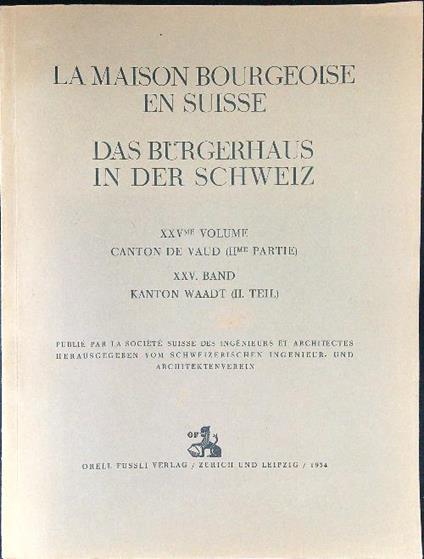 LA MAISON BOURGEOISE
EN SUISSE
DAS BÜRGERHAUS
IN DER SCHWEIZ
XXVME VOLUME
CANTON DE VAUD (IIME PARTIE)
XXV. BAND
KANTON WAADT (II. TEIL)
PUBLIÉ PAR LA SOCIÉTÉ SUISSE DES INGÉNIEURS ET ARCHITECTES
HERAUSGEGEBEN VOM SCHWEIZERISCHEN INGENIEUR- UND
ARCHITEKTENVEREIN
OF
ORELL FÜSSLI VERLAG / ZÜRICH UND LEIPZIG / 1934